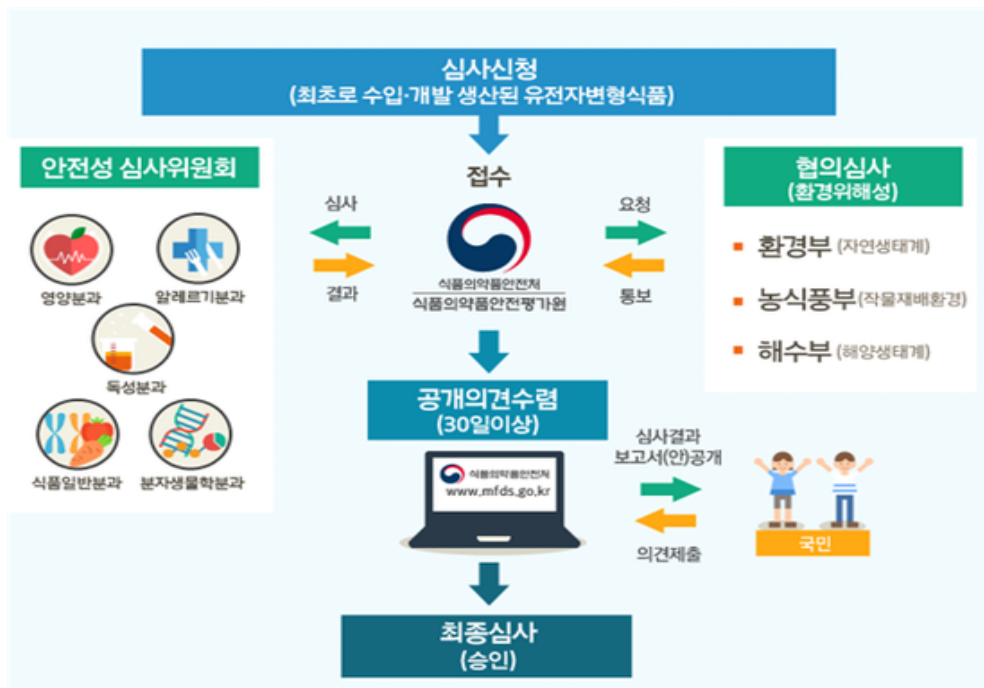 심사신청
(최초로 수입·개발 생산된 유전자변형식품)
안전성 심사위원회
영양분과
알레르기분과
독성분과
식품일반분과
분자생물학분과
심사
결과
접수
식품의약품안전처
식품의약품안전평가원
요청
통보
협의심사
(환경위해성)
환경부 (자연생태계)
농식풍부(작물재배환경)
해수부 (해양생태계)
공개의견수렴
(30일이상)
식품의약품안전처
www.mfds.go.kr
심사결과
보고서(안)공개
의견제출
국민
최종심사
(승인)